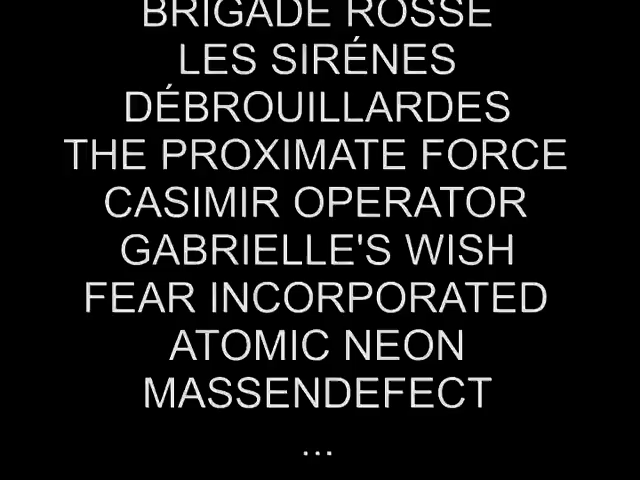 BRIGADE ROSSE
LES SIRÉNES
DÉBROUILLARDES
THE PROXIMATE FORCE
CASIMIR OPERATOR
GABRIELLE'S WISH
FEAR INCORPORATED
ATOMIC NEON
MASSENDEFECT
...